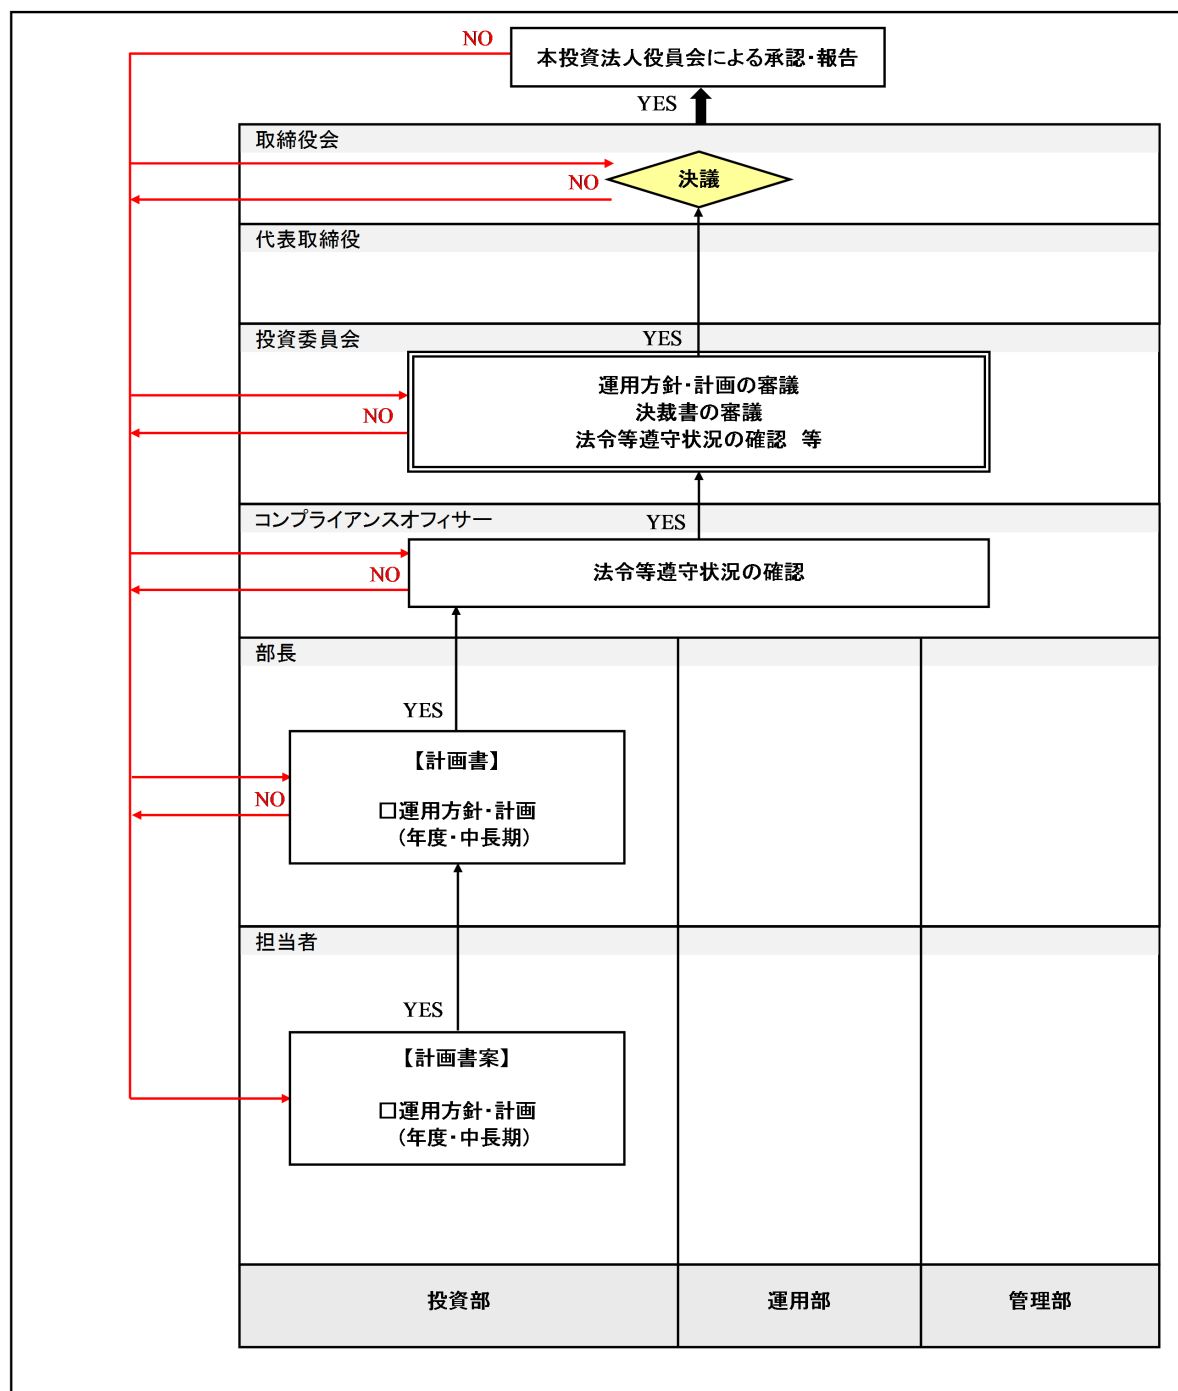 NO
本投資法人役員会による承認・報告
YES
取締役会
決議
NO
代表取締役
投資委員会
YES
運用方針・計画の審議
決裁書の審議
法令等遵守状況の確認 等
NO
コンプライアンスオフィサー
YES
法令等遵守状況の確認
NO
部長
YES
【計画書】
NO
□運用方針・計画
（年度・中長期）
担当者
YES
【計画書案】
□運用方針・計画
（年度・中長期）
投資部
運用部
管理部